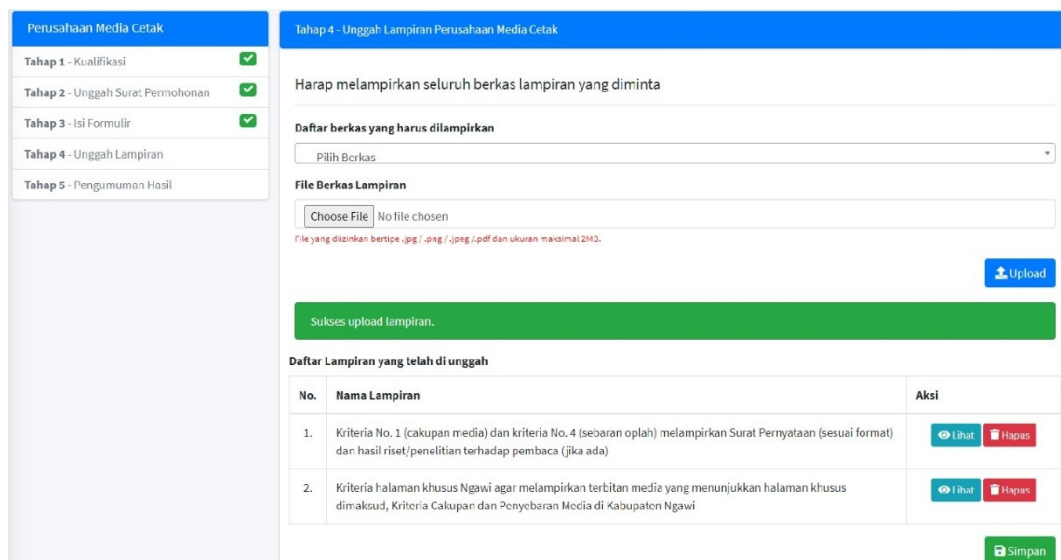 Perusahaan Media Cetak
Tahap 1 - Kualifikasi
Tahap 2 - Unggah Surat Permohonan
Tahap 3 - Isi Formulir
Tahap 4 - Unggah Lampiran
Tahap 5 - Pengumuman Hasil
Tahap 4 - Unggah Lampiran Perusahaan Media Cetak
Harap melampirkan seluruh berkas lampiran yang diminta
Daftar berkas yang harus dilampirkan
Pilih Berkas
File Berkas Lampiran
Choose File No file chosen
File yang diizinkan bertipe .jpg / .png / .jpeg /.pdf dan ukuran maksimal 2MB.
Upload
Sukses upload lampiran.
Daftar Lampiran yang telah di unggah
No. Nama Lampiran Aksi
1. Kriteria No. 1 (cakupan media) dan kriteria No. 4 (sebaran oplah) melampirkan Surat Pernyataan (sesuai format) Lihat Hapus
dan hasil riset/penelitian terhadap pembaca (jika ada)
2. Kriteria halaman khusus Ngawi agar melampirkan terbitan media yang menunjukkan halaman khusus Lihat Hapus
dimaksud, Kriteria Cakupan dan Penyebaran Media di Kabupaten Ngawi
Simpan